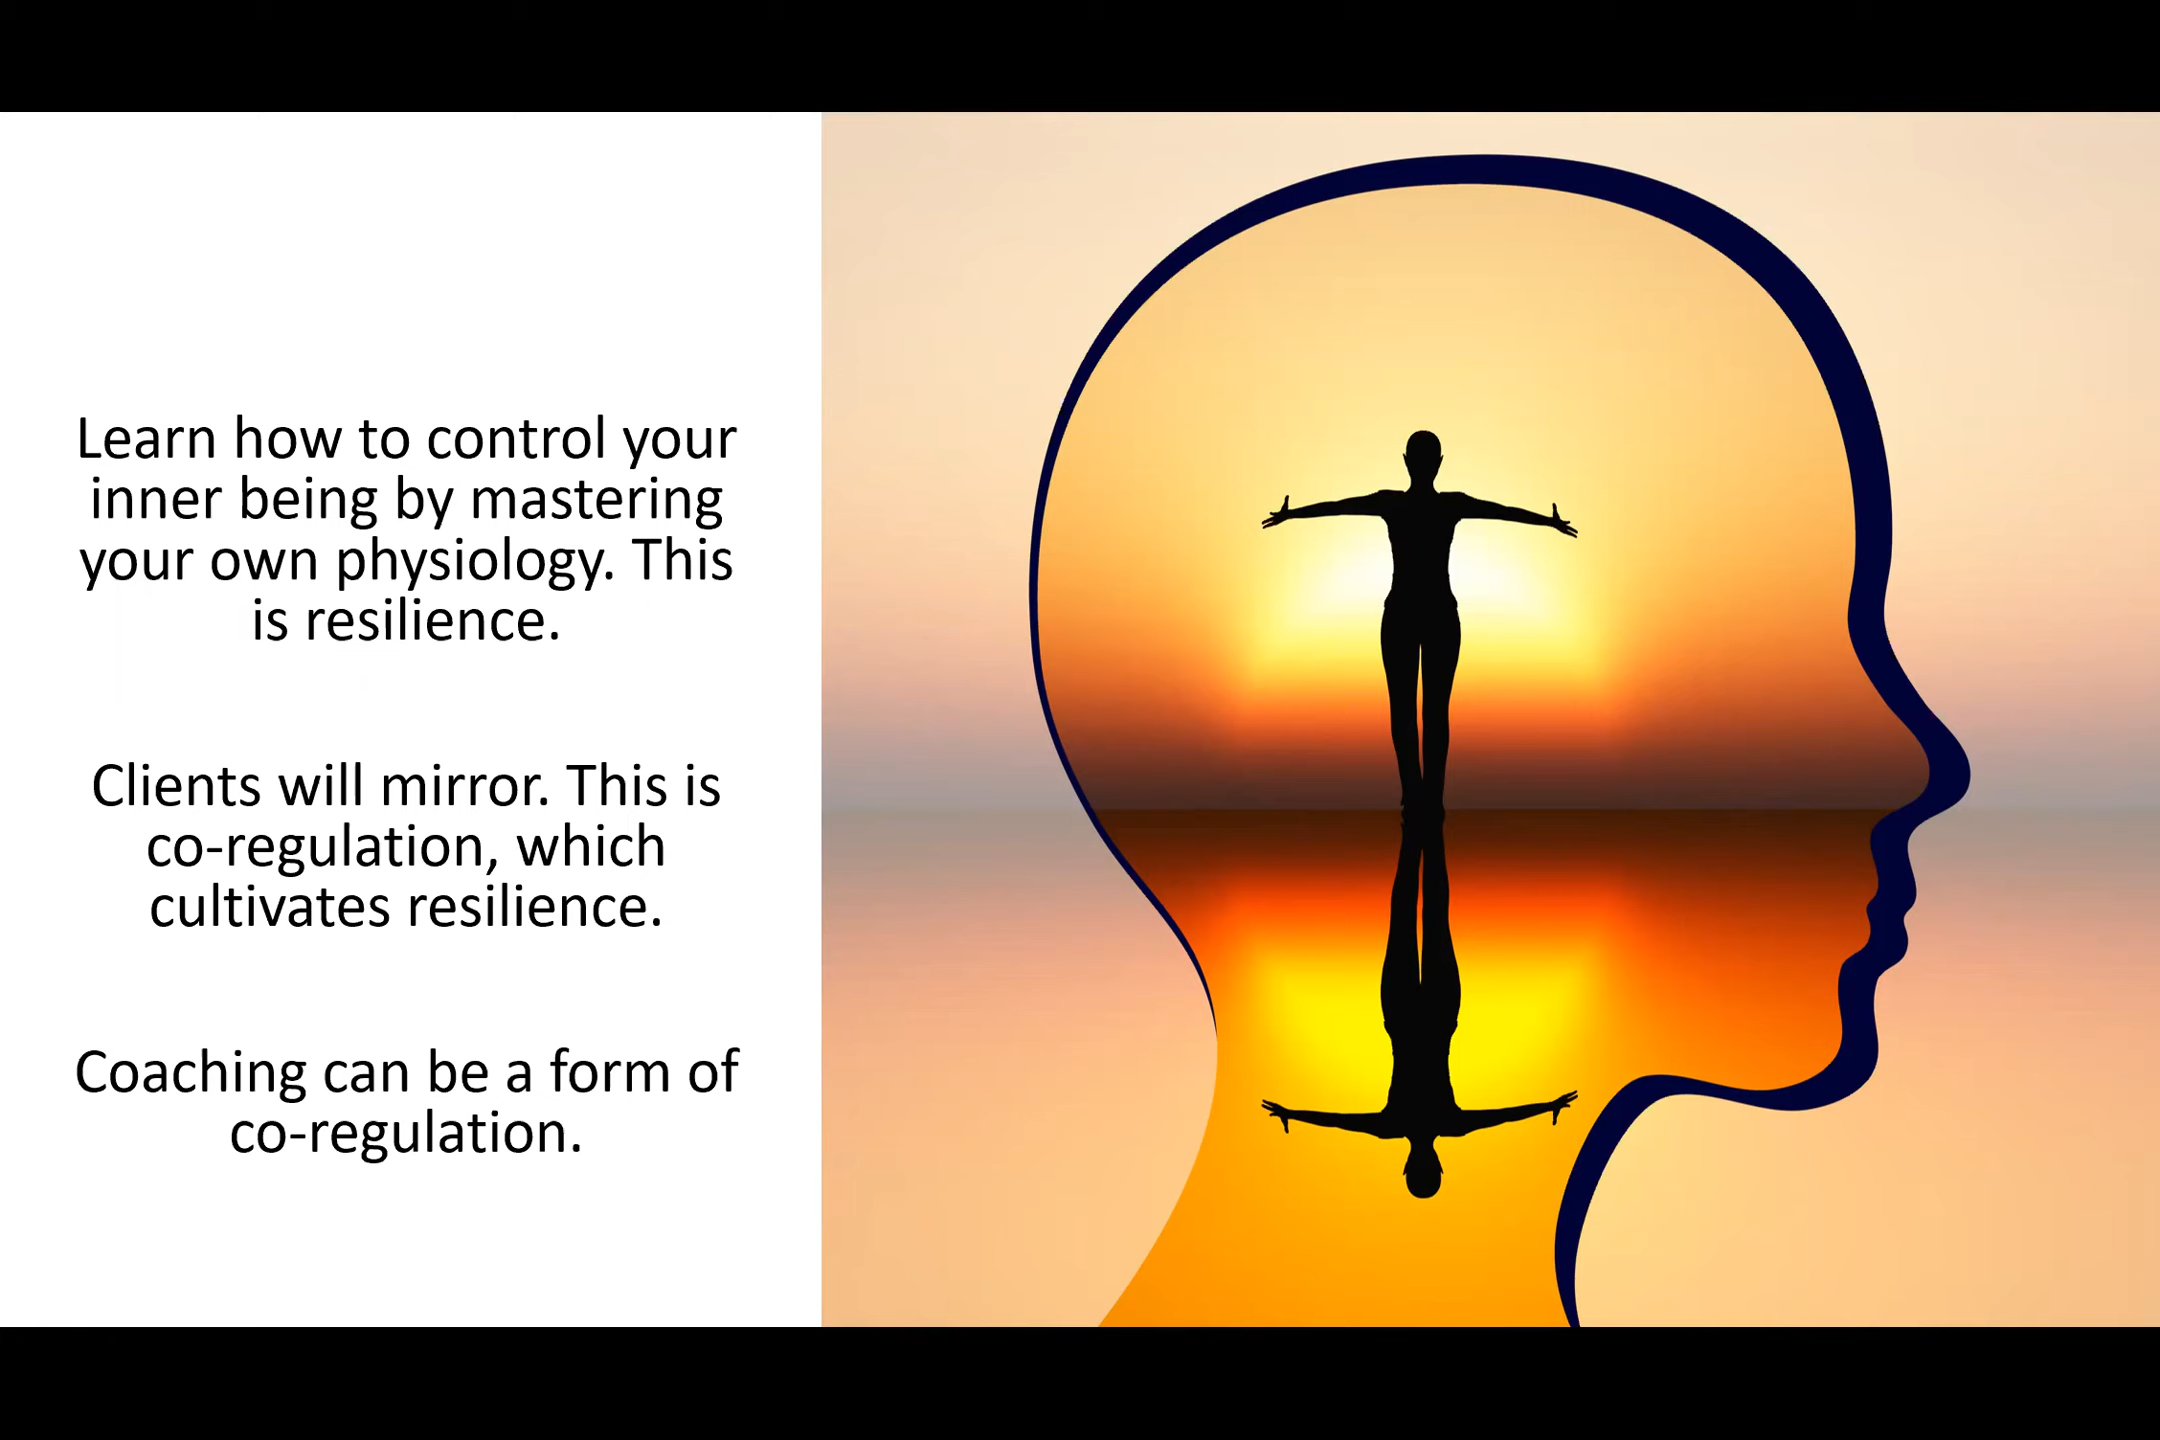 Learn how to control your
inner being by mastering
your own physiology. This
is resilience.
Clients will mirror. This is
co-regulation, which
cultivates resilience.
Coaching can be a form of
co-regulation.